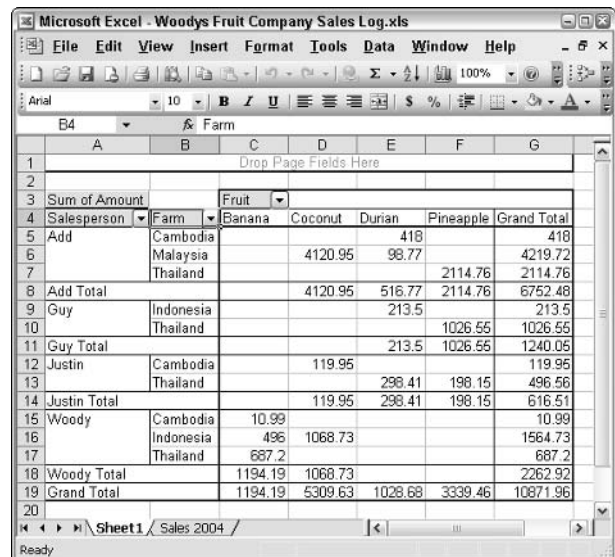 Microsoft Excel - Woodys Fruit Company Sales Log.xls
File Edit View Insert Format Tools Data Window Help
100%
Arial 10 B I U $ %
B4 fx Farm
A B C D E F G
1 Drop Page Fields Here
2
3 Sum of Amount Fruit
4 Salesperson Farm Banana Coconut Durian Pineapple Grand Total
5 Add Cambodia 418 418
6 Malaysia 4120.95 98.77 4219.72
7 Thailand 2114.76 2114.76
8 Add Total 4120.95 516.77 2114.76 6752.48
9 Guy Indonesia 213.5 213.5
10 Thailand 1026.55 1026.55
11 Guy Total 213.5 1026.55 1240.05
12 Justin Cambodia 119.95 119.95
13 Thailand 298.41 198.15 496.56
14 Justin Total 119.95 298.41 198.15 616.51
15 Woody Cambodia 10.99 10.99
16 Indonesia 496 1068.73 1564.73
17 Thailand 687.2 687.2
18 Woody Total 1194.19 1068.73 2262.92
19 Grand Total 1194.19 5309.63 1028.68 3339.46 10871.96
20
Sheet1 Sales 2004
Ready